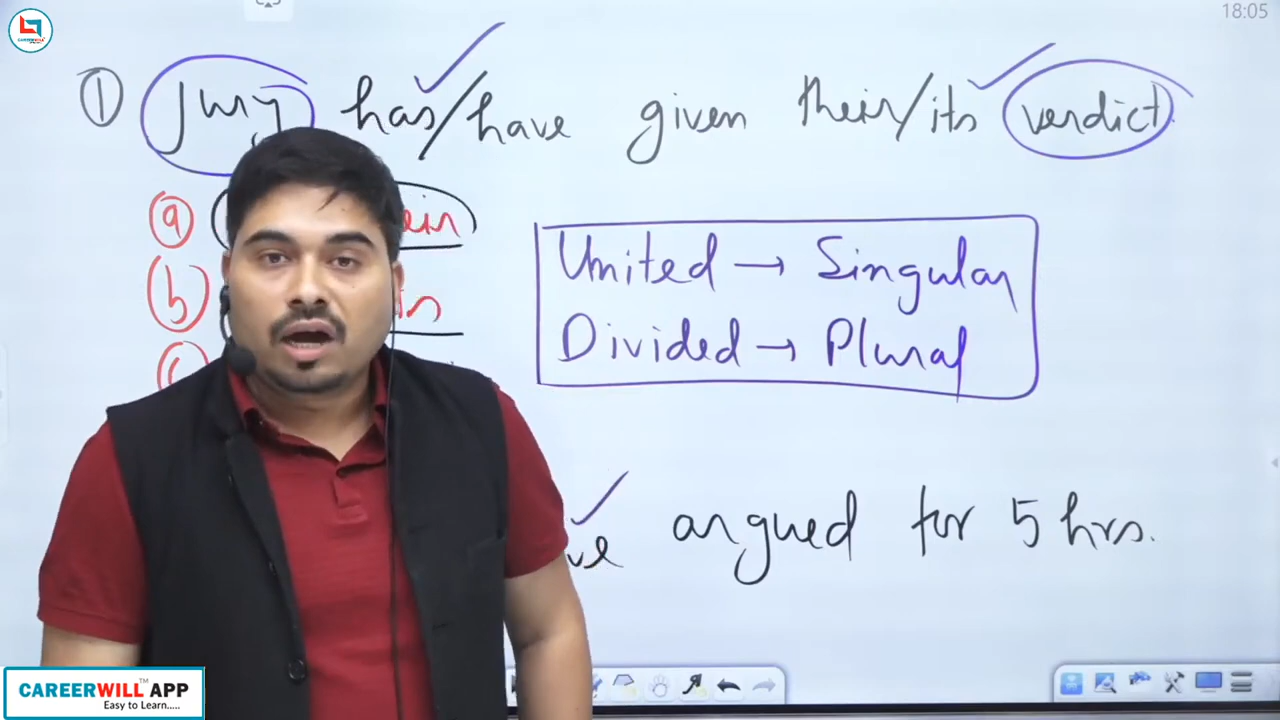 18:05
CAREERWILL
① Jury has/have given their/its verdict.
ⓐ
ⓑ
United → Singular
Divided → Plural
argued for 5 hrs.
CAREERWILL™ APP
Easy to Learn.....